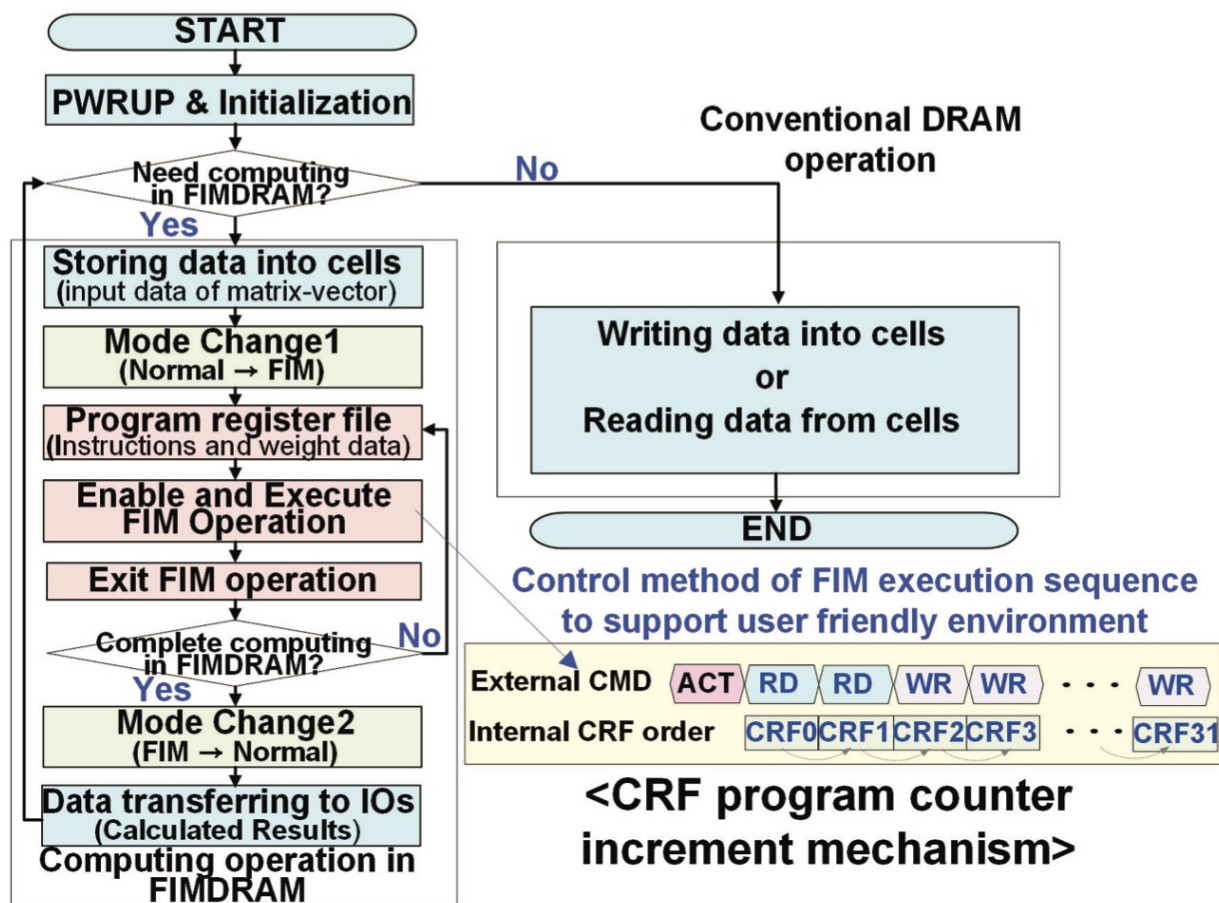 START
PWRUP & Initialization
Need computing
in FIMDRAM?
No
Yes
Storing data into cells
(input data of matrix-vector)
Mode Change1
(Normal → FIM)
Program register file
(Instructions and weight data)
Enable and Execute
FIM Operation
Exit FIM operation
Complete computing
in FIMDRAM?
No
Yes
Mode Change2
(FIM → Normal)
Data transferring to IOs
(Calculated Results)
Computing operation in
FIMDRAM
Conventional DRAM
operation
Writing data into cells
or
Reading data from cells
END
Control method of FIM execution sequence
to support user friendly environment
External CMD ACT RD RD WR WR • • • WR
Internal CRF order CRF0 CRF1 CRF2 CRF3 • • • CRF31
<CRF program counter
increment mechanism>